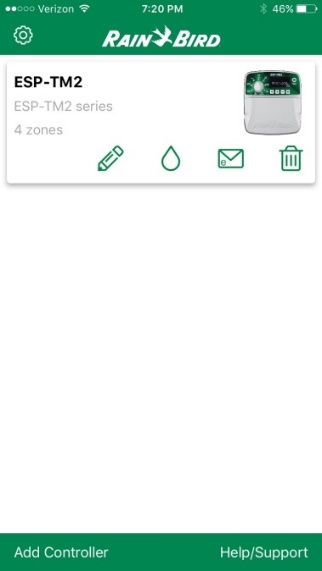 Verizon 7:20 PM 46%
RAIN BIRD
ESP-TM2
ESP-TM2 series
4 zones
Add Controller Help/Support